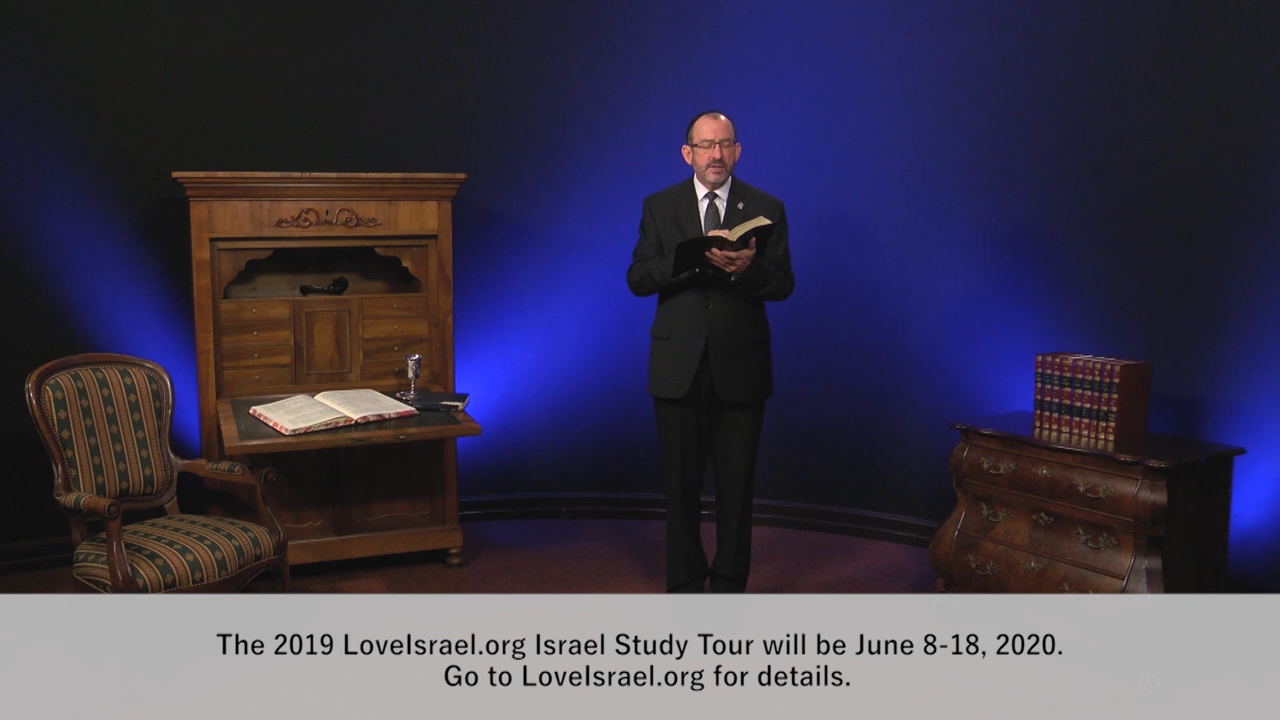 The 2019 LoveIsrael.org Israel Study Tour will be June 8-18, 2020.
Go to LoveIsrael.org for details.